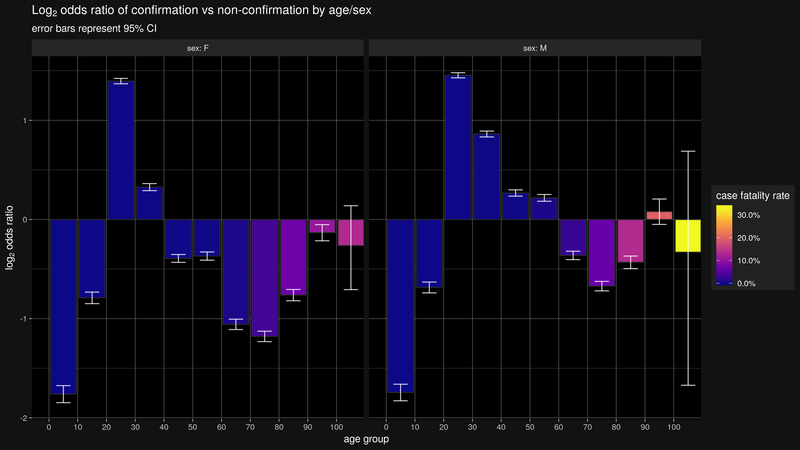 Log₂ odds ratio of confirmation vs non-confirmation by age/sex
error bars represent 95% CI
sex: F
sex: M
log₂ odds ratio
1
0
-1
-2
0 10 20 30 40 50 60 70 80 90 100
0 10 20 30 40 50 60 70 80 90 100
age group
case fatality rate
30.0%
20.0%
10.0%
0.0%